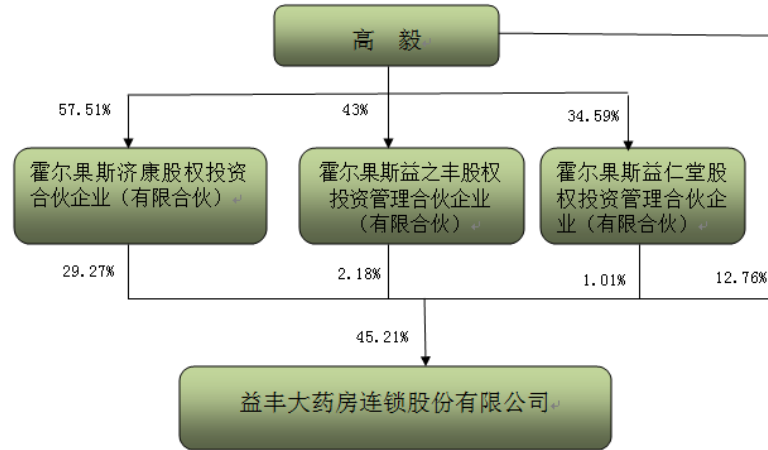 高 毅
57.51%
43%
34.59%
霍尔果斯济康股权投资
合伙企业（有限合伙）
霍尔果斯益之丰股权
投资管理合伙企业
（有限合伙）
霍尔果斯益仁堂股
权投资管理合伙企
业（有限合伙）
29.27%
2.18%
1.01%
12.76%
45.21%
益丰大药房连锁股份有限公司